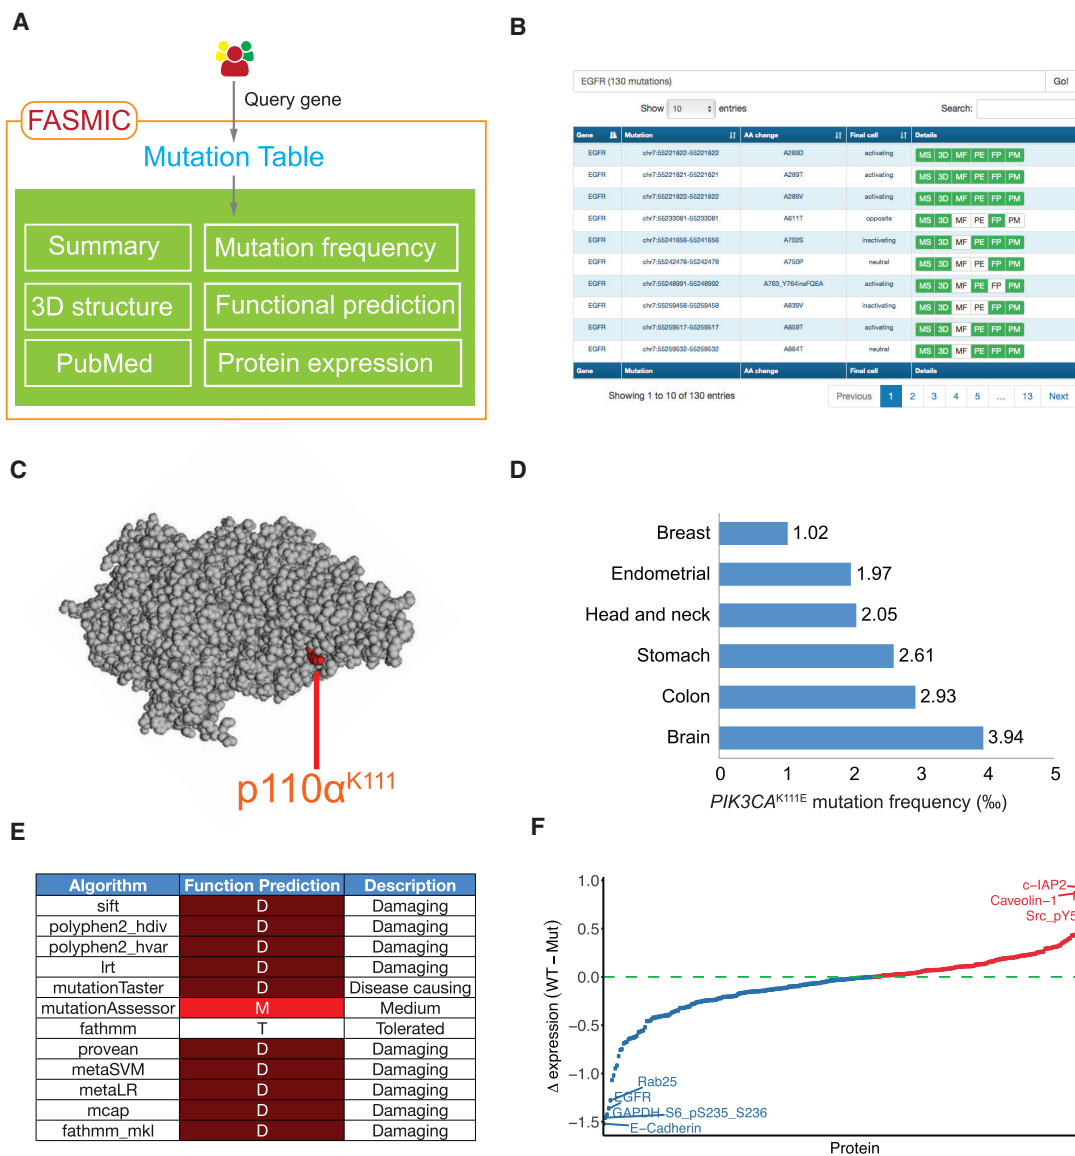 A
Query gene
FASMIC
Mutation Table
Summary
Mutation frequency
3D structure
Functional prediction
PubMed
Protein expression
B
EGFR (130 mutations) Go!
Show 10 entries Search:
Gene Mutation AA change Final call Details
EGFR chr7:55221822-55221822 A289D activating MS 3D MF PE FP PM
EGFR chr7:55221821-55221821 A289T activating MS 3D MF PE FP PM
EGFR chr7:55221822-55221822 A289V activating MS 3D MF PE FP PM
EGFR chr7:55233081-55233081 A611T opposite MS 3D MF PE FP PM
EGFR chr7:55241656-55241656 A702S inactivating MS 3D MF PE FP PM
EGFR chr7:55242478-55242478 A750P neutral MS 3D MF PE FP PM
EGFR chr7:55248991-55248992 A763_Y764insFQEA activating MS 3D MF PE FP PM
EGFR chr7:55259458-55259458 A839V inactivating MS 3D MF PE FP PM
EGFR chr7:55259517-55259517 A859T activating MS 3D MF PE FP PM
EGFR chr7:55259532-55259532 A864T neutral MS 3D MF PE FP PM
Gene Mutation AA change Final call Details
Showing 1 to 10 of 130 entries Previous 1 2 3 4 5 ... 13 Next
C
p110αK111
D
Breast 1.02
Endometrial 1.97
Head and neck 2.05
Stomach 2.61
Colon 2.93
Brain 3.94
0 1 2 3 4 5
PIK3CAK111E mutation frequency (‰)
E
Algorithm Function Prediction Description
sift D Damaging
polyphen2_hdiv D Damaging
polyphen2_hvar D Damaging
lrt D Damaging
mutationTaster D Disease causing
mutationAssessor M Medium
fathmm T Tolerated
provean D Damaging
metaSVM D Damaging
metaLR D Damaging
mcap D Damaging
fathmm_mkl D Damaging
F
Δ expression (WT − Mut)
1.0
0.5
0.0
−0.5
−1.0
−1.5
c−IAP2
Caveolin−1
Src_pY5
Rab25
EGFR
GAPDH S6_pS235_S236
E−Cadherin
Protein